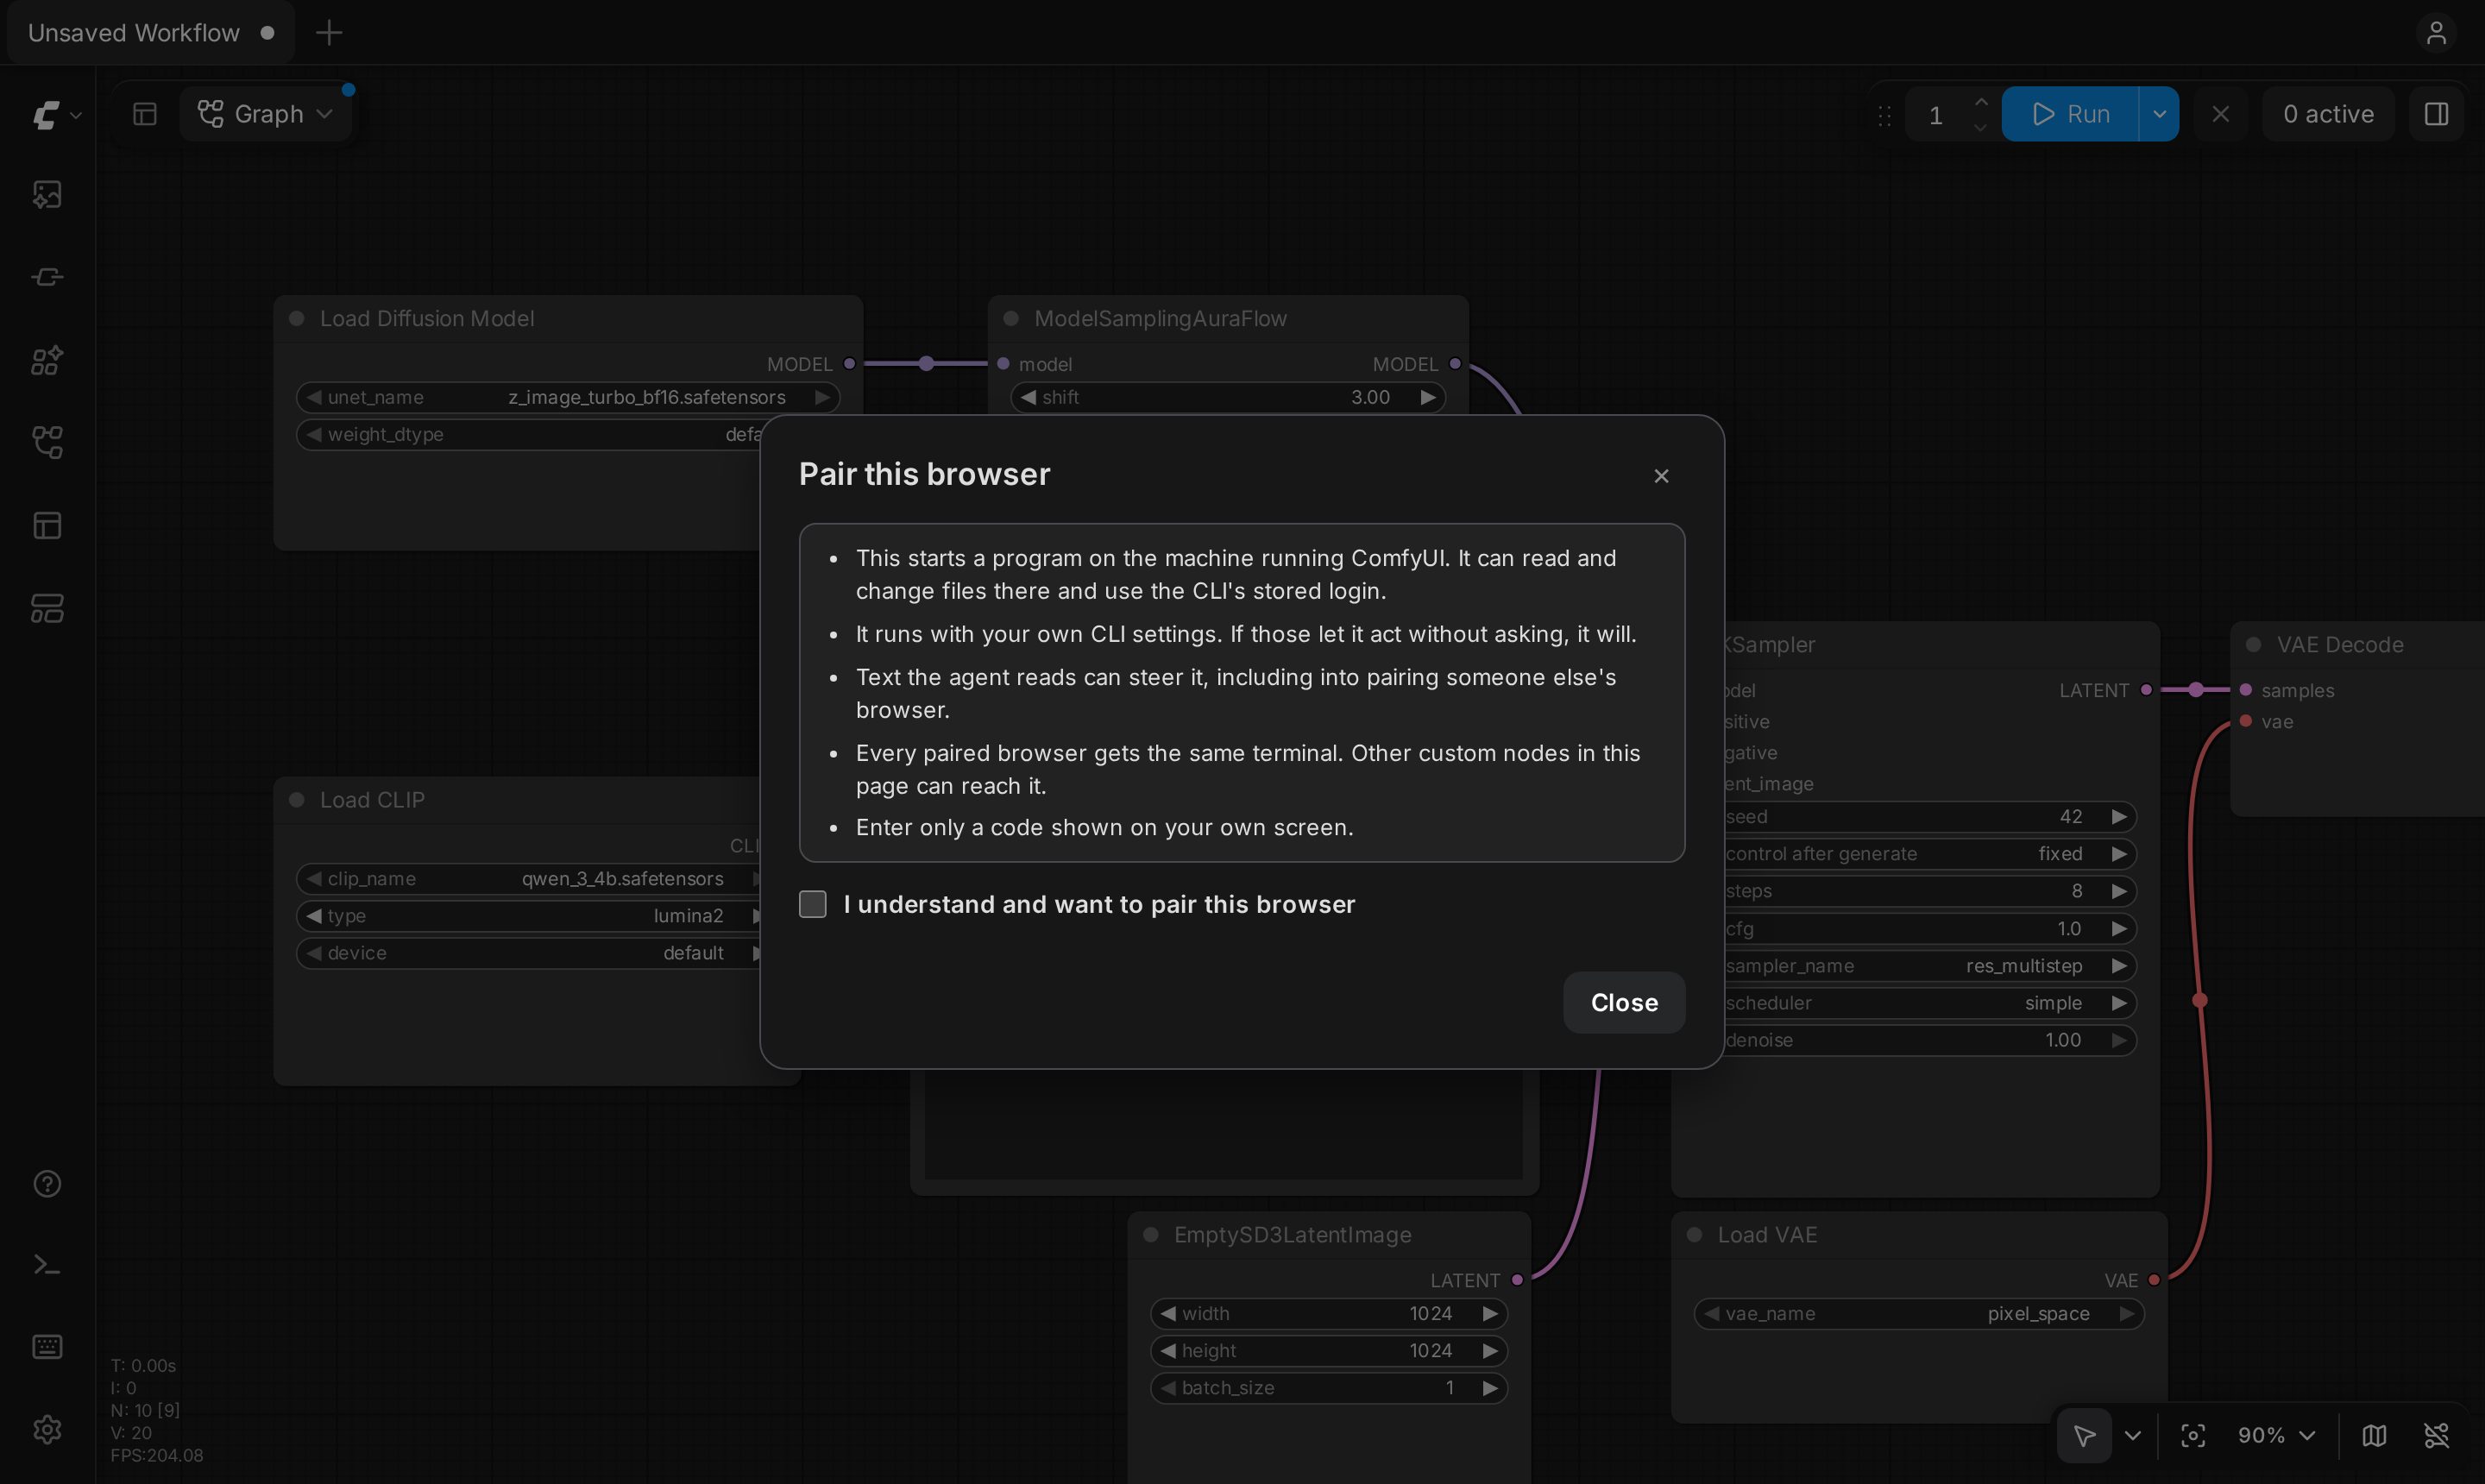 Unsaved Workflow
Graph
1
Run
0 active
Load Diffusion Model
MODEL
unet_name z_image_turbo_bf16.safetensors
weight_dtype
ModelSamplingAuraFlow
model MODEL
shift 3.00
Pair this browser
This starts a program on the machine running ComfyUI. It can read and
change files there and use the CLI's stored login.
It runs with your own CLI settings. If those let it act without asking, it will.
Text the agent reads can steer it, including into pairing someone else's
browser.
Every paired browser gets the same terminal. Other custom nodes in this
page can reach it.
Enter only a code shown on your own screen.
I understand and want to pair this browser
Close
Load CLIP
clip_name qwen_3_4b.safetensors
type lumina2
device default
KSampler
LATENT
seed 42
control after generate fixed
steps 8
cfg 1.0
sampler_name res_multistep
scheduler simple
denoise 1.00
VAE Decode
samples
vae
EmptySD3LatentImage
LATENT
width 1024
height 1024
batch_size 1
Load VAE
VAE
vae_name pixel_space
T: 0.00s
I: 0
N: 10 [9]
V: 20
FPS:204.08
90%